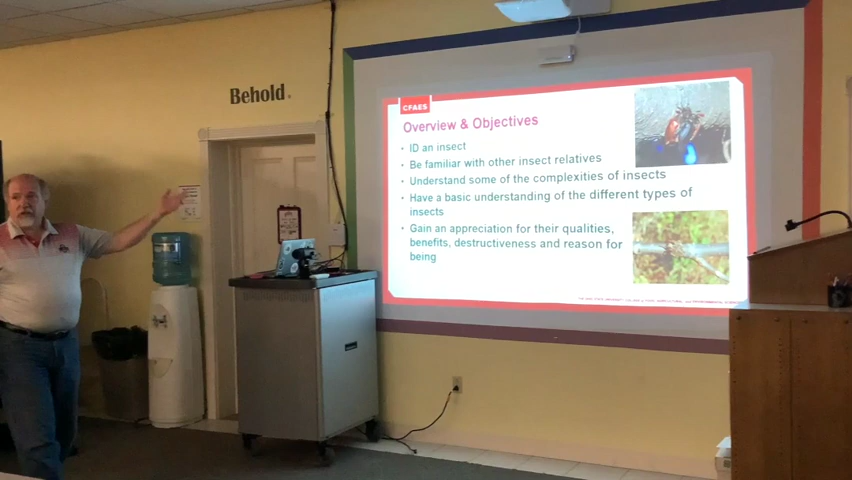 Behold.
CFAES
Overview & Objectives
• ID an insect
• Be familiar with other insect relatives
• Understand some of the complexities of insects
• Have a basic understanding of the different types of
insects
• Gain an appreciation for their qualities,
benefits, destructiveness and reason for
being